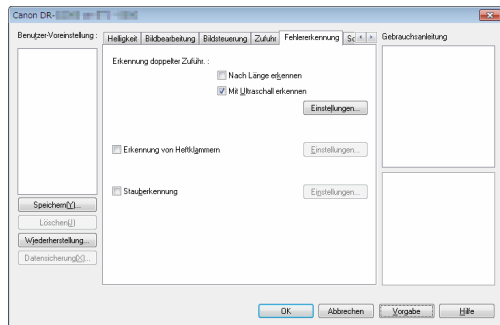 Canon DR-
Benutzer-Voreinstellung :
Helligkeit Bildbearbeitung Bildsteuerung Zufuhr Fehlererkennung Sc
Gebrauchsanleitung
Erkennung doppelter Zuführ. :
Nach Länge erkennen
Mit Ultraschall erkennen
Einstellungen...
Erkennung von Heftklammern
Einstellungen...
Stauberkennung
Einstellungen...
Speichern(Y)...
Löschen(J)
Wiederherstellung...
Datensicherung(X)...
OK Abbrechen Vorgabe Hilfe